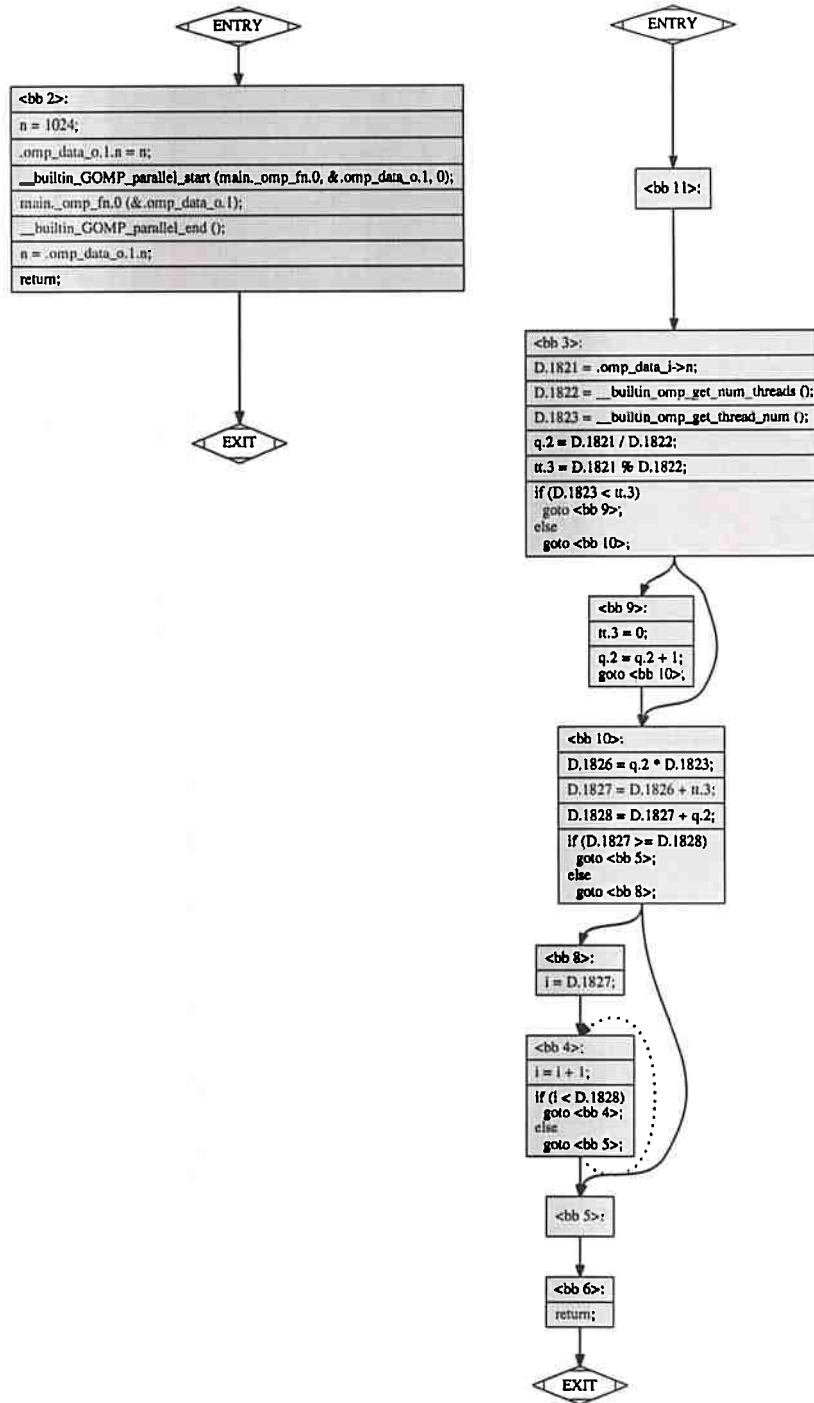 ENTRY
<bb 2>:
n = 1024;
.omp_data_o.1.n = n;
__builtin_GOMP_parallel_start (main._omp_fn.0, &.omp_data_o.1, 0);
main._omp_fn.0 (&.omp_data_o.1);
__builtin_GOMP_parallel_end ();
n = .omp_data_o.1.n;
return;
EXIT
ENTRY
<bb 11>:
<bb 3>:
D.1821 = .omp_data_i->n;
D.1822 = __builtin_omp_get_num_threads ();
D.1823 = __builtin_omp_get_thread_num ();
q.2 = D.1821 / D.1822;
tt.3 = D.1821 % D.1822;
if (D.1823 < tt.3)
goto <bb 9>;
else
goto <bb 10>;
<bb 9>:
tt.3 = 0;
q.2 = q.2 + 1;
goto <bb 10>;
<bb 10>:
D.1826 = q.2 * D.1823;
D.1827 = D.1826 + tt.3;
D.1828 = D.1827 + q.2;
if (D.1827 >= D.1828)
goto <bb 5>;
else
goto <bb 8>;
<bb 8>:
i = D.1827;
<bb 4>:
i = i + 1;
if (i < D.1828)
goto <bb 4>;
else
goto <bb 5>;
<bb 5>:
<bb 6>:
return;
EXIT